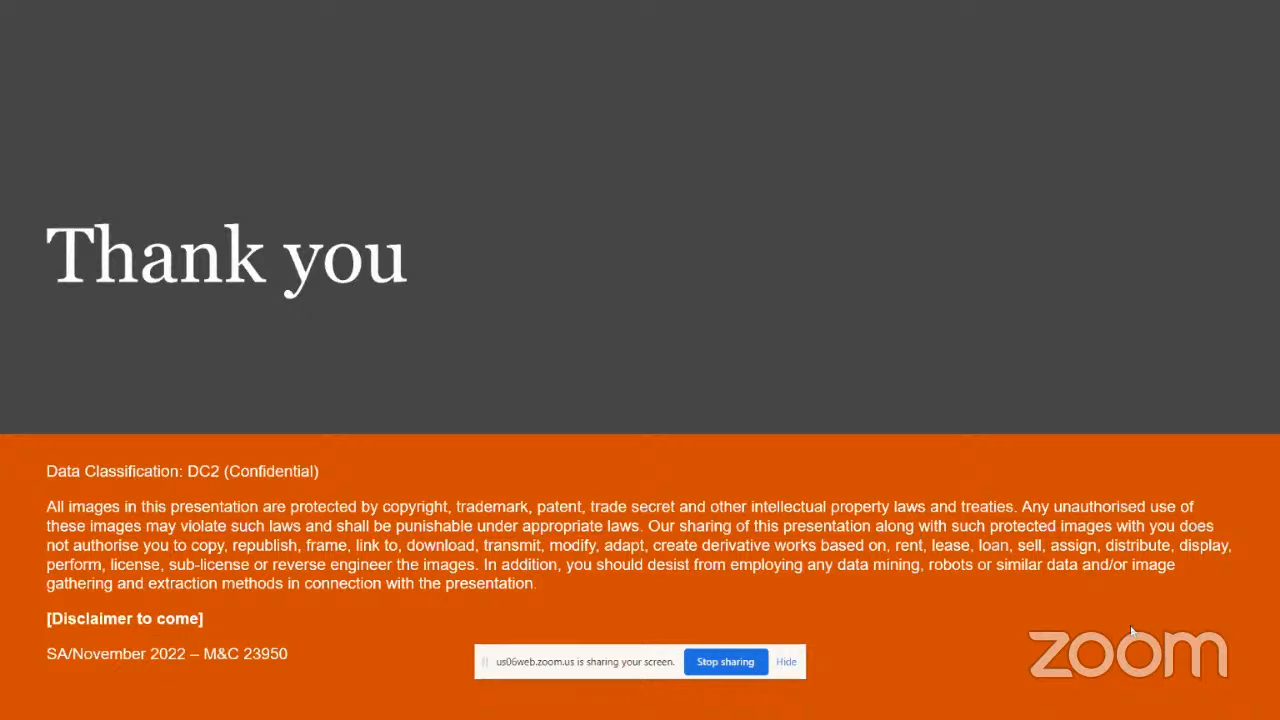 Thank you
Data Classification: DC2 (Confidential)
All images in this presentation are protected by copyright, trademark, patent, trade secret and other intellectual property laws and treaties. Any unauthorised use of
these images may violate such laws and shall be punishable under appropriate laws. Our sharing of this presentation along with such protected images with you does
not authorise you to copy, republish, frame, link to, download, transmit, modify, adapt, create derivative works based on, rent, lease, loan, sell, assign, distribute, display,
perform, license, sub-license or reverse engineer the images. In addition, you should desist from employing any data mining, robots or similar data and/or image
gathering and extraction methods in connection with the presentation.
[Disclaimer to come]
SA/November 2022 – M&C 23950
us06web.zoom.us is sharing your screen. Stop sharing Hide
zoom